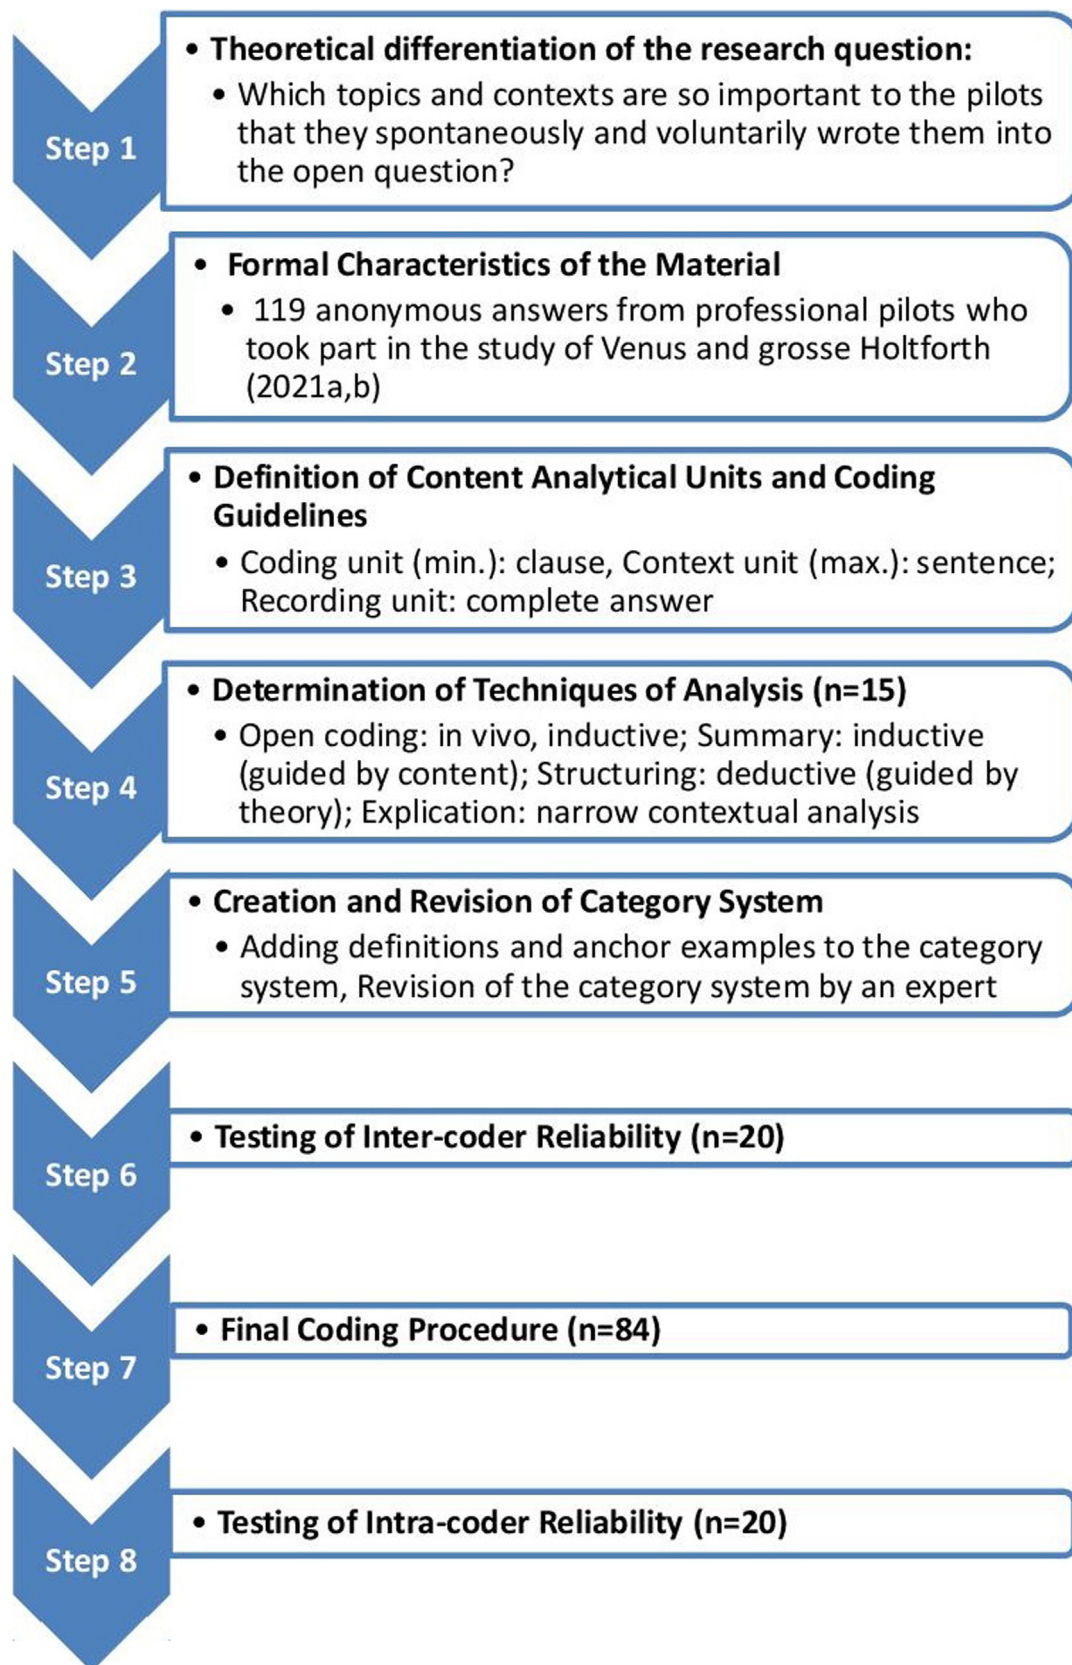 Step 1
• Theoretical differentiation of the research question:
• Which topics and contexts are so important to the pilots
that they spontaneously and voluntarily wrote them into
the open question?
Step 2
• Formal Characteristics of the Material
• 119 anonymous answers from professional pilots who
took part in the study of Venus and grosse Holtforth
(2021a,b)
Step 3
• Definition of Content Analytical Units and Coding
Guidelines
• Coding unit (min.): clause, Context unit (max.): sentence;
Recording unit: complete answer
Step 4
• Determination of Techniques of Analysis (n=15)
• Open coding: in vivo, inductive; Summary: inductive
(guided by content); Structuring: deductive (guided by
theory); Explication: narrow contextual analysis
Step 5
• Creation and Revision of Category System
• Adding definitions and anchor examples to the category
system, Revision of the category system by an expert
Step 6
• Testing of Inter-coder Reliability (n=20)
Step 7
• Final Coding Procedure (n=84)
Step 8
• Testing of Intra-coder Reliability (n=20)